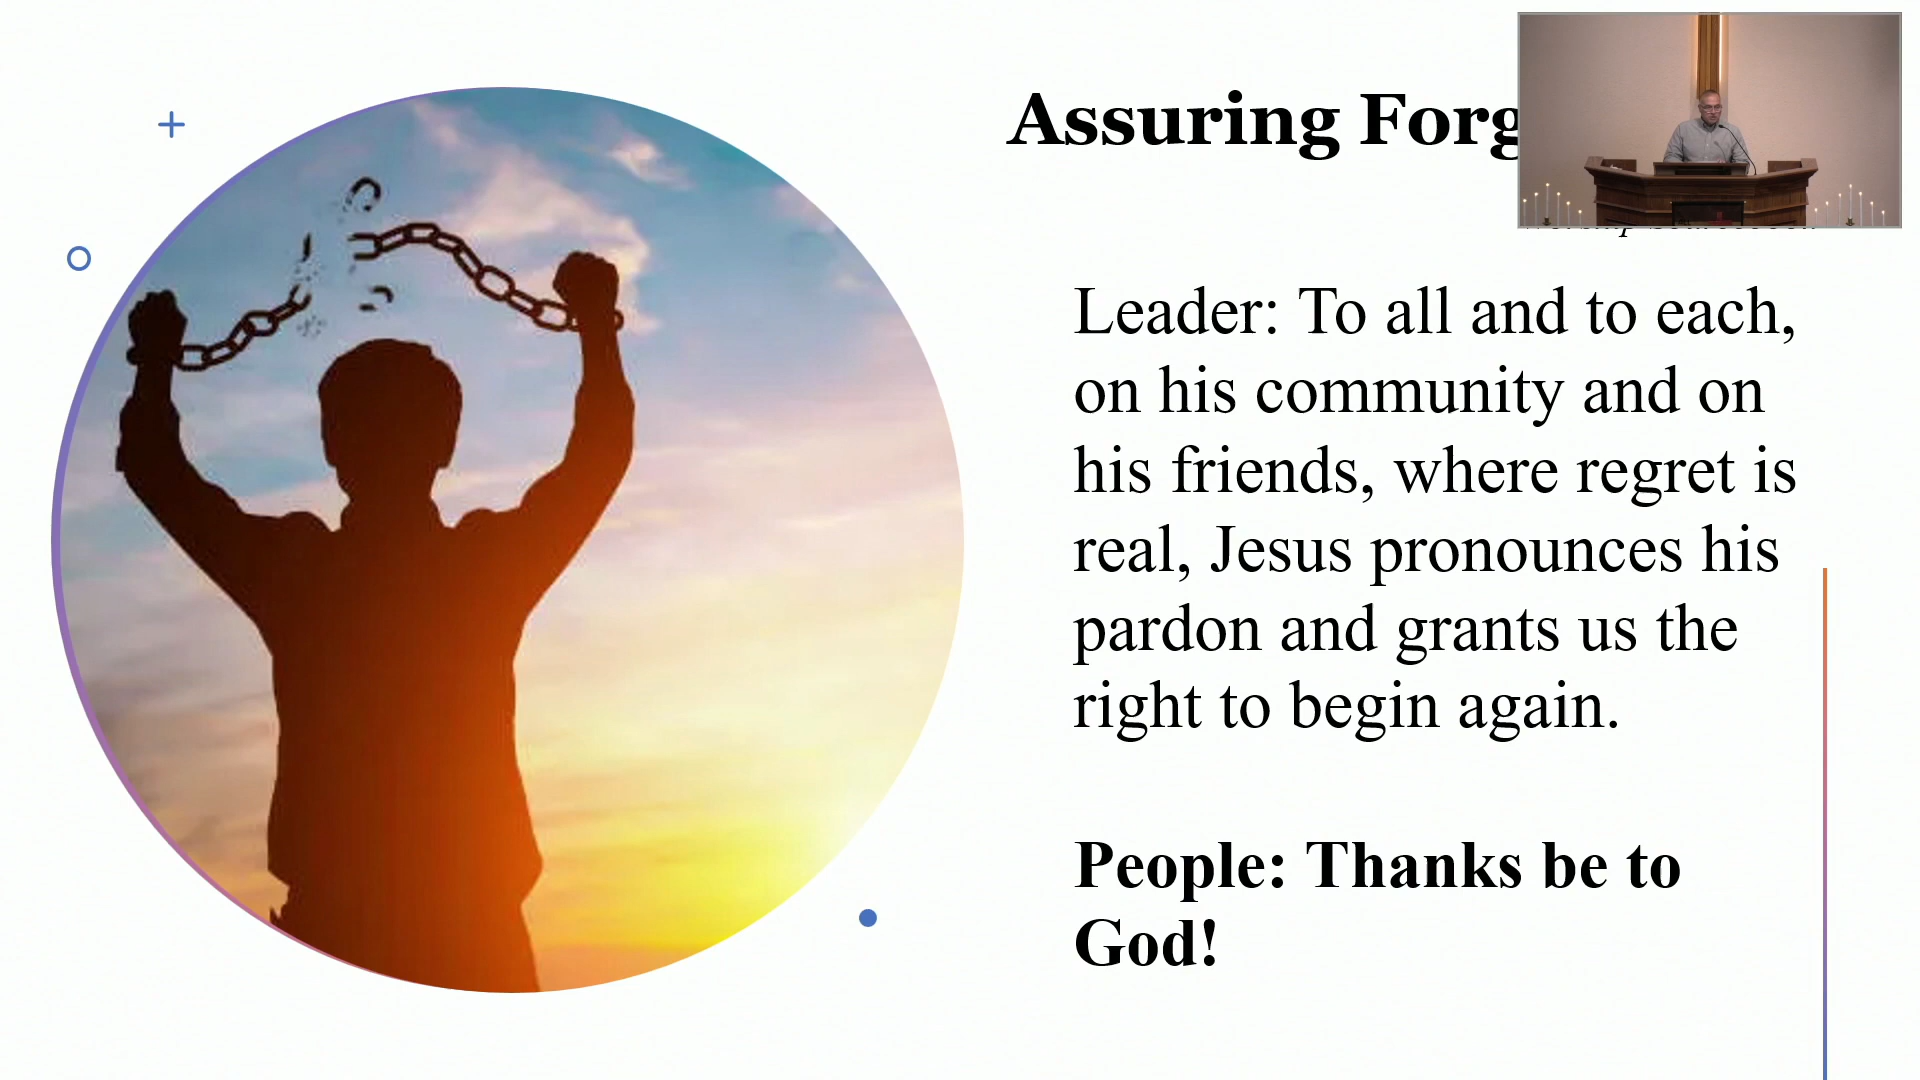 Assuring Forg
Leader: To all and to each,
on his community and on
his friends, where regret is
real, Jesus pronounces his
pardon and grants us the
right to begin again.
People: Thanks be to
God!